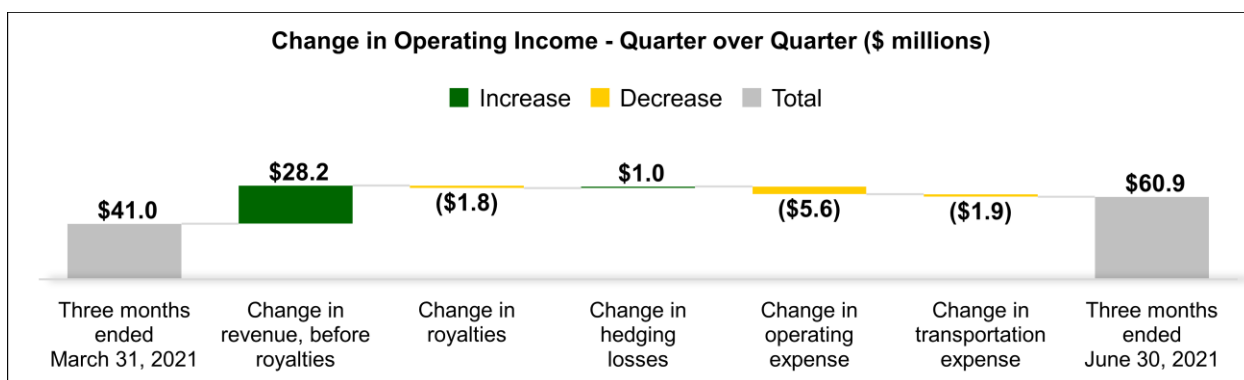 Change in Operating Income - Quarter over Quarter ($ millions)
Increase Decrease Total
$41.0
$28.2
($1.8)
$1.0
($5.6)
($1.9)
$60.9
Three months
ended
March 31, 2021
Change in
revenue, before
royalties
Change in
royalties
Change in
hedging
losses
Change in
operating
expense
Change in
transportation
expense
Three months
ended
June 30, 2021